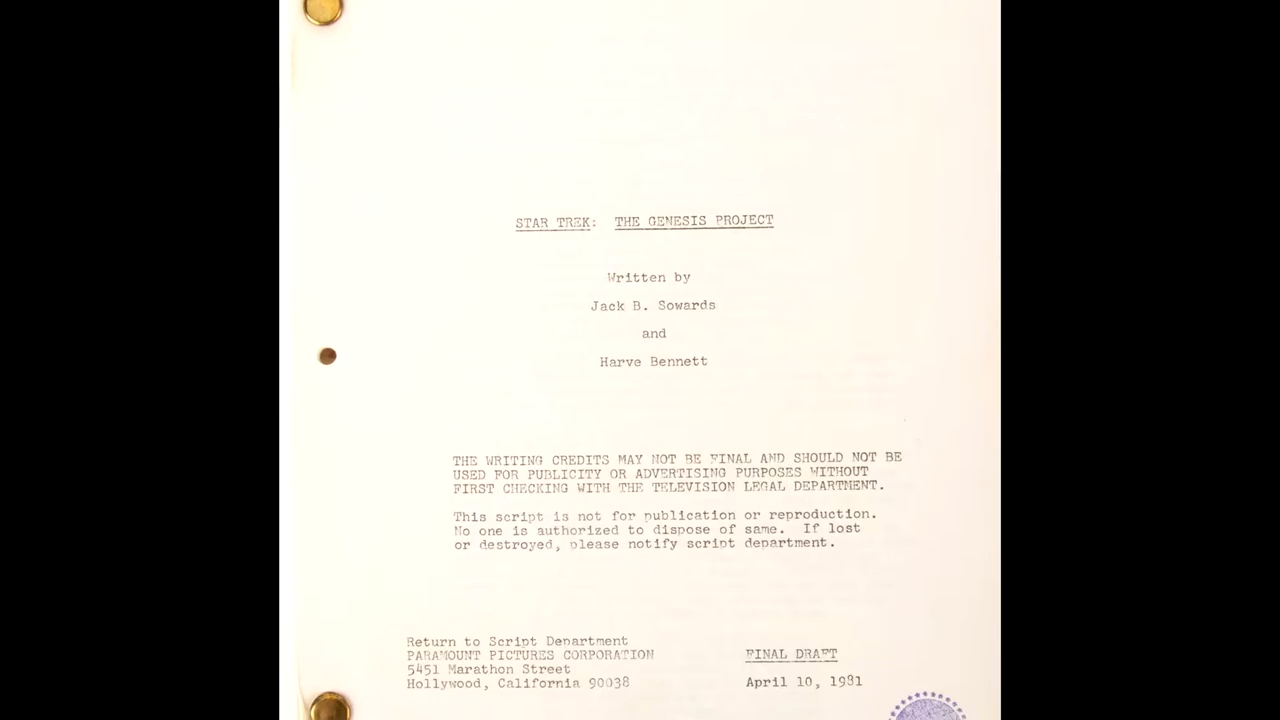 STAR TREK: THE GENESIS PROJECT
Written by
Jack B. Sowards
and
Harve Bennett
THE WRITING CREDITS MAY NOT BE FINAL AND SHOULD NOT BE
USED FOR PUBLICITY OR ADVERTISING PURPOSES WITHOUT
FIRST CHECKING WITH THE TELEVISION LEGAL DEPARTMENT.
This script is not for publication or reproduction.
No one is authorized to dispose of same. If lost
or destroyed, please notify script department.
Return to Script Department
PARAMOUNT PICTURES CORPORATION
5451 Marathon Street
Hollywood, California 90038
FINAL DRAFT
April 10, 1981